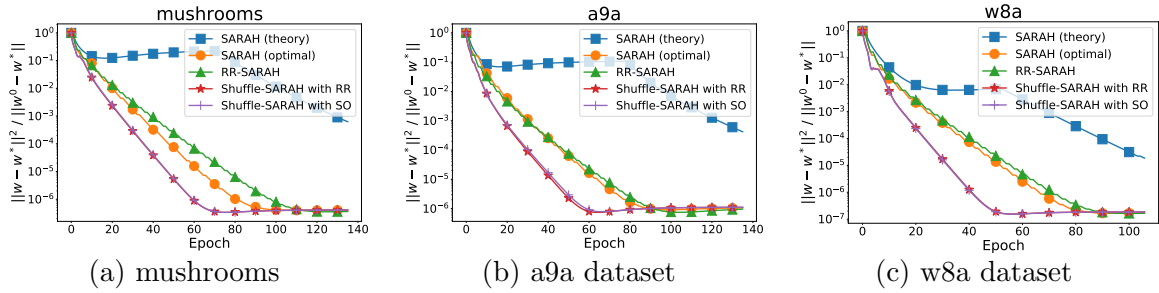 mushrooms
||w − w*||² / ||w⁰ − w*||
10⁰
10⁻¹
10⁻²
10⁻³
10⁻⁴
10⁻⁵
10⁻⁶
SARAH (theory)
SARAH (optimal)
RR-SARAH
Shuffle-SARAH with RR
Shuffle-SARAH with SO
0 20 40 60 80 100 120 140
Epoch
(a) mushrooms
a9a
||w − w*||² / ||w⁰ − w*||
10⁰
10⁻¹
10⁻²
10⁻³
10⁻⁴
10⁻⁵
10⁻⁶
SARAH (theory)
SARAH (optimal)
RR-SARAH
Shuffle-SARAH with RR
Shuffle-SARAH with SO
0 20 40 60 80 100 120 140
Epoch
(b) a9a dataset
w8a
||w − w*||² / ||w⁰ − w*||
10⁰
10⁻¹
10⁻²
10⁻³
10⁻⁴
10⁻⁵
10⁻⁶
10⁻⁷
SARAH (theory)
SARAH (optimal)
RR-SARAH
Shuffle-SARAH with RR
Shuffle-SARAH with SO
0 20 40 60 80 100
Epoch
(c) w8a dataset